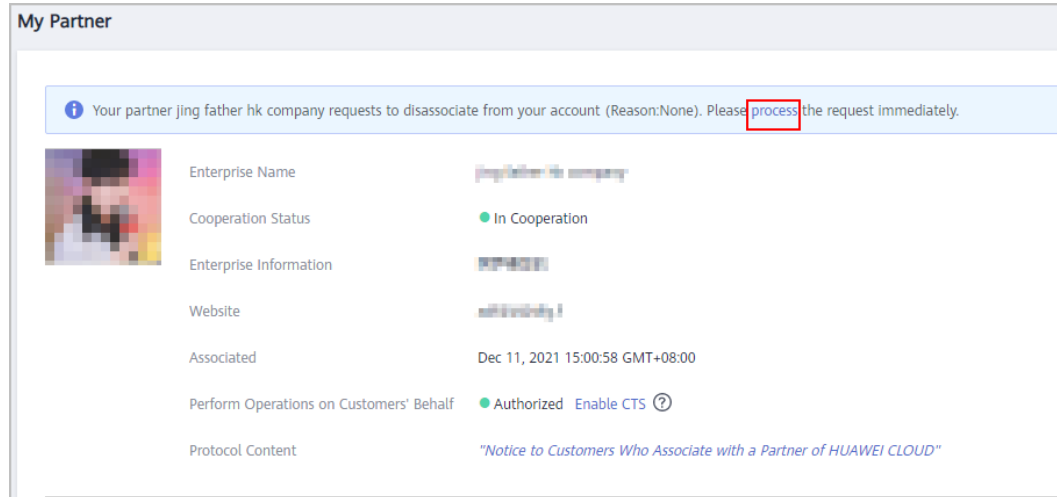 My Partner
Your partner jing father hk company requests to disassociate from your account (Reason:None). Please process the request immediately.
Enterprise Name
Cooperation Status In Cooperation
Enterprise Information
Website
Associated Dec 11, 2021 15:00:58 GMT+08:00
Perform Operations on Customers' Behalf Authorized Enable CTS ?
Protocol Content "Notice to Customers Who Associate with a Partner of HUAWEI CLOUD"